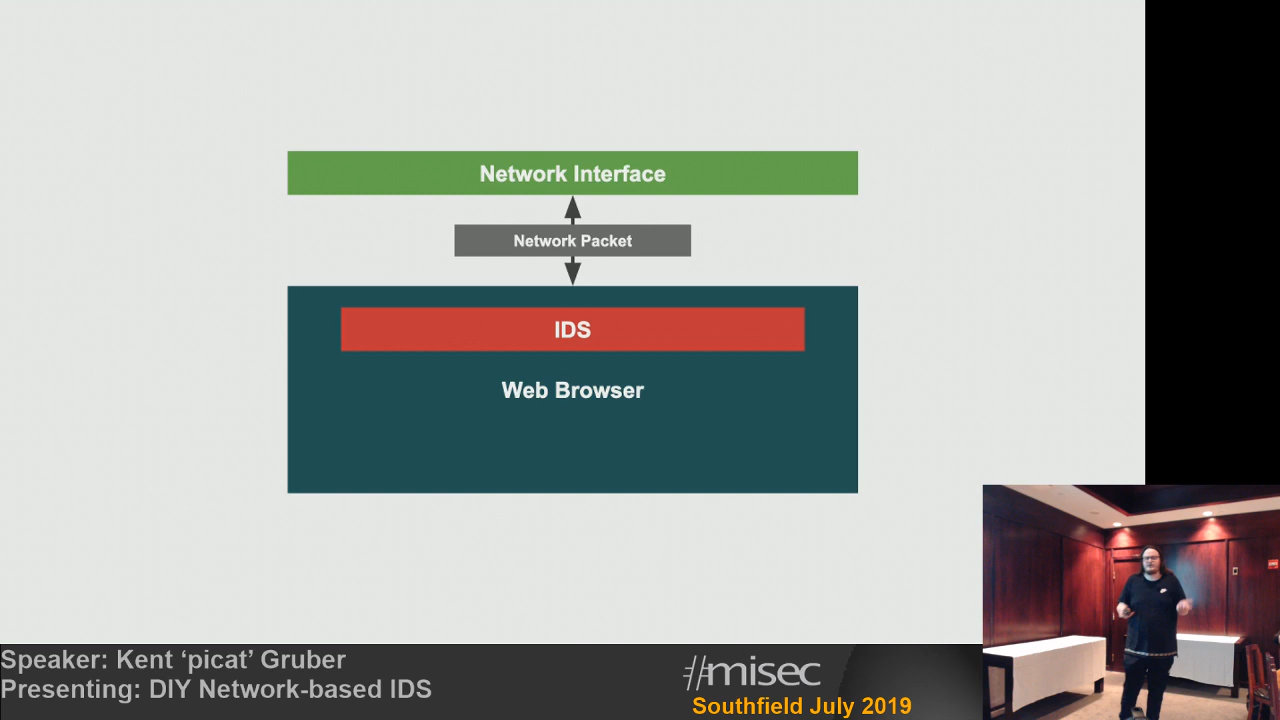 Network Interface
Network Packet
IDS
Web Browser
Speaker: Kent ‘picat’ Gruber
Presenting: DIY Network-based IDS
#misec
Southfield July 2019